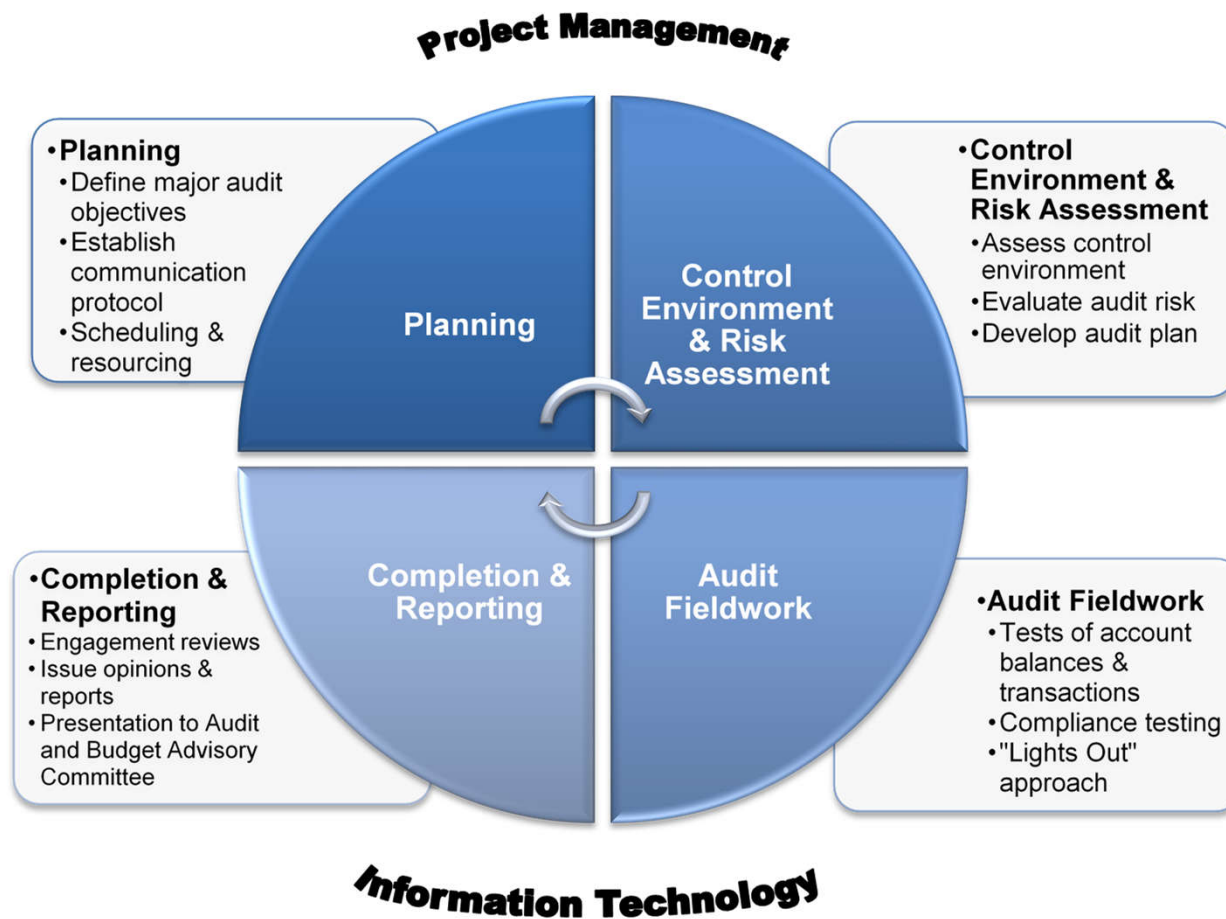 Project Management
•Planning
•Define major audit
objectives
•Establish
communication
protocol
•Scheduling &
resourcing
Planning
Control
Environment
& Risk
Assessment
•Control
Environment &
Risk Assessment
•Assess control
environment
•Evaluate audit risk
•Develop audit plan
•Completion &
Reporting
•Engagement reviews
•Issue opinions &
reports
•Presentation to Audit
and Budget Advisory
Committee
Completion &
Reporting
Audit
Fieldwork
•Audit Fieldwork
•Tests of account
balances &
transactions
•Compliance testing
•"Lights Out"
approach
Information Technology